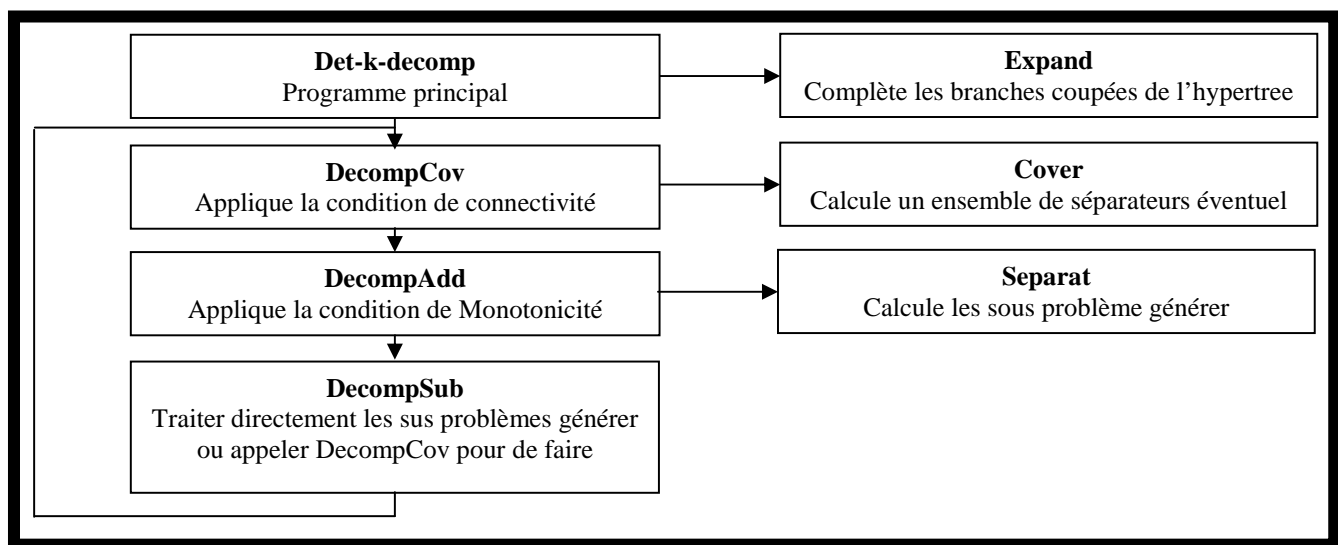 Det-k-decomp
Programme principal
Expand
Complète les branches coupées de l’hypertree
DecompCov
Applique la condition de connectivité
Cover
Calcule un ensemble de séparateurs éventuel
DecompAdd
Applique la condition de Monotonicité
Separat
Calcule les sous problème générer
DecompSub
Traiter directement les sus problèmes générer
ou appeler DecompCov pour de faire